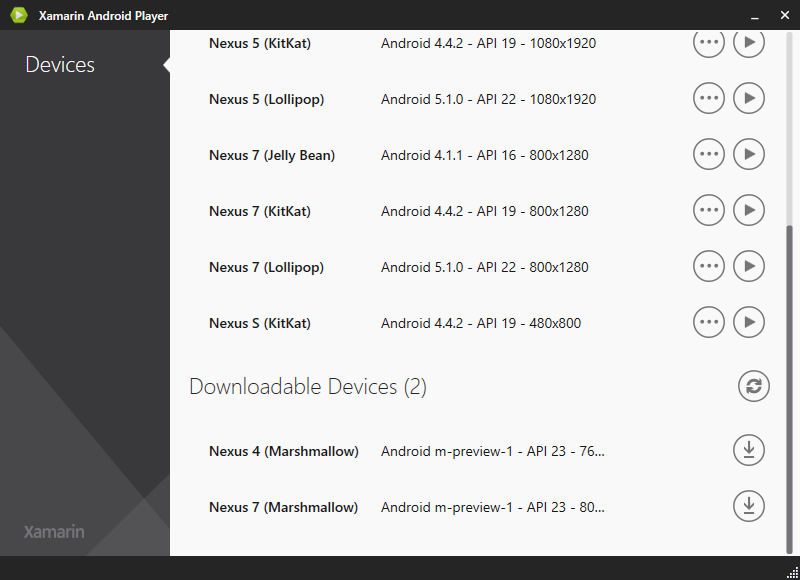 Xamarin Android Player
Devices
Nexus 5 (KitKat) Android 4.4.2 - API 19 - 1080x1920
Nexus 5 (Lollipop) Android 5.1.0 - API 22 - 1080x1920
Nexus 7 (Jelly Bean) Android 4.1.1 - API 16 - 800x1280
Nexus 7 (KitKat) Android 4.4.2 - API 19 - 800x1280
Nexus 7 (Lollipop) Android 5.1.0 - API 22 - 800x1280
Nexus S (KitKat) Android 4.4.2 - API 19 - 480x800
Downloadable Devices (2)
Nexus 4 (Marshmallow) Android m-preview-1 - API 23 - 76...
Nexus 7 (Marshmallow) Android m-preview-1 - API 23 - 80...
Xamarin